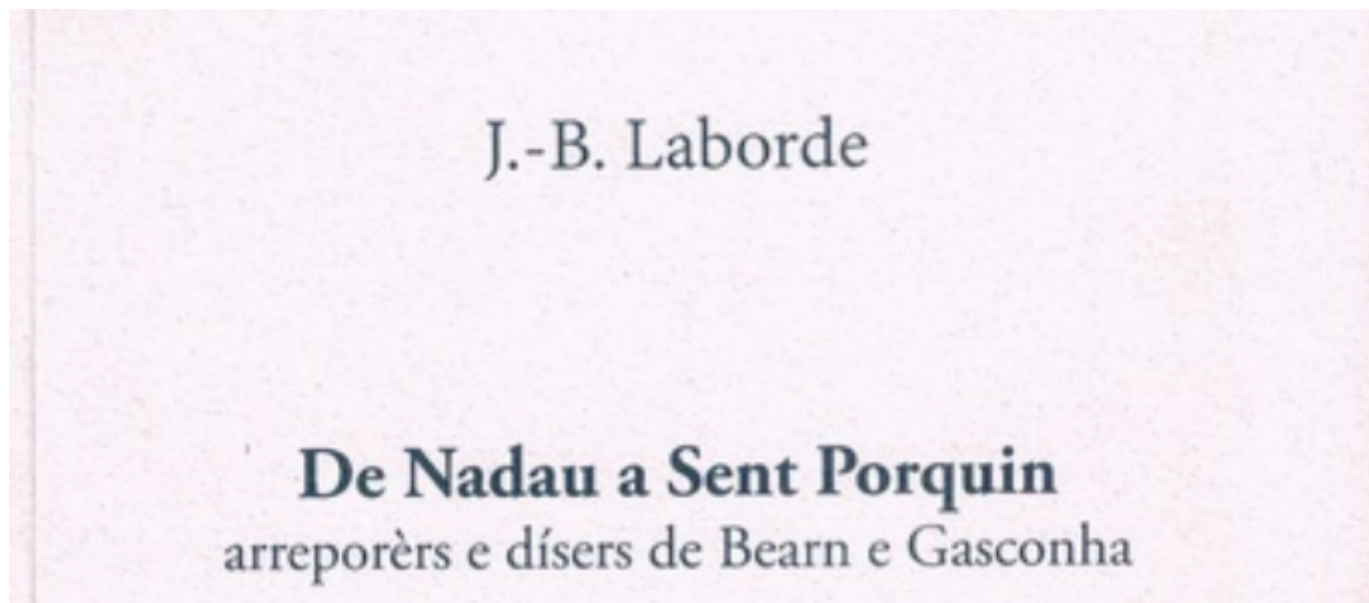 J.-B. Laborde
De Nadau a Sent Porquin
arreporèrs e dísers de Bearn e Gasconha